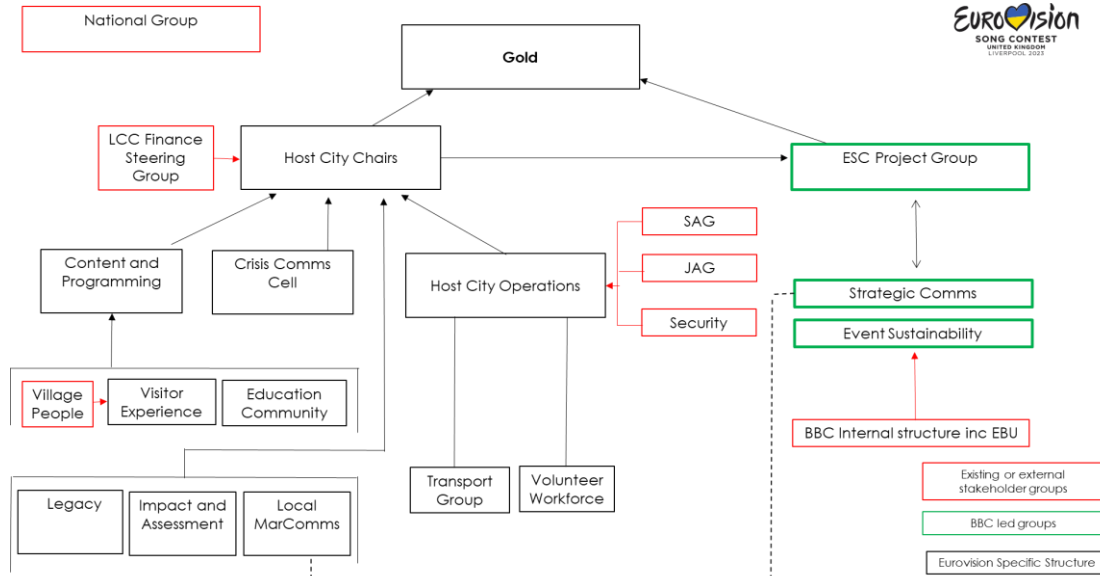 National Group
EUROVISION
SONG CONTEST
UNITED KINGDOM
LIVERPOOL 2023
Gold
LCC Finance
Steering
Group
Host City Chairs
ESC Project Group
SAG
Content and
Programming
Crisis Comms
Cell
Host City Operations
JAG
Strategic Comms
Security
Event Sustainability
Village
People
Visitor
Experience
Education
Community
BBC Internal structure inc EBU
Transport
Group
Volunteer
Workforce
Legacy
Impact and
Assessment
Local
MarComms
Existing or external
stakeholder groups
BBC led groups
Eurovision Specific Structure